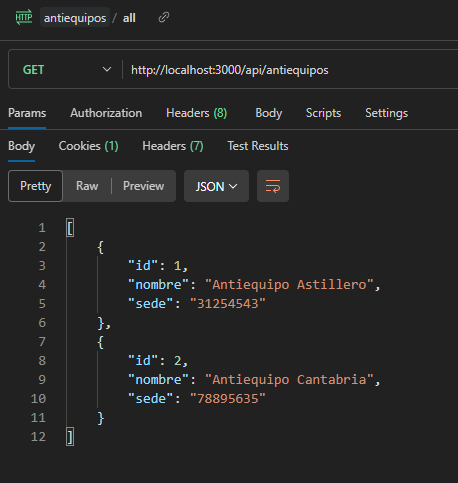 HTTP antiequipos / all
GET http://localhost:3000/api/antiequipos
Params Authorization Headers (8) Body Scripts Settings
Body Cookies (1) Headers (7) Test Results
Pretty Raw Preview JSON
1 [
2 {
3 "id": 1,
4 "nombre": "Antiequipo Astillero",
5 "sede": "31254543"
6 },
7 {
8 "id": 2,
9 "nombre": "Antiequipo Cantabria",
10 "sede": "78895635"
11 }
12 ]